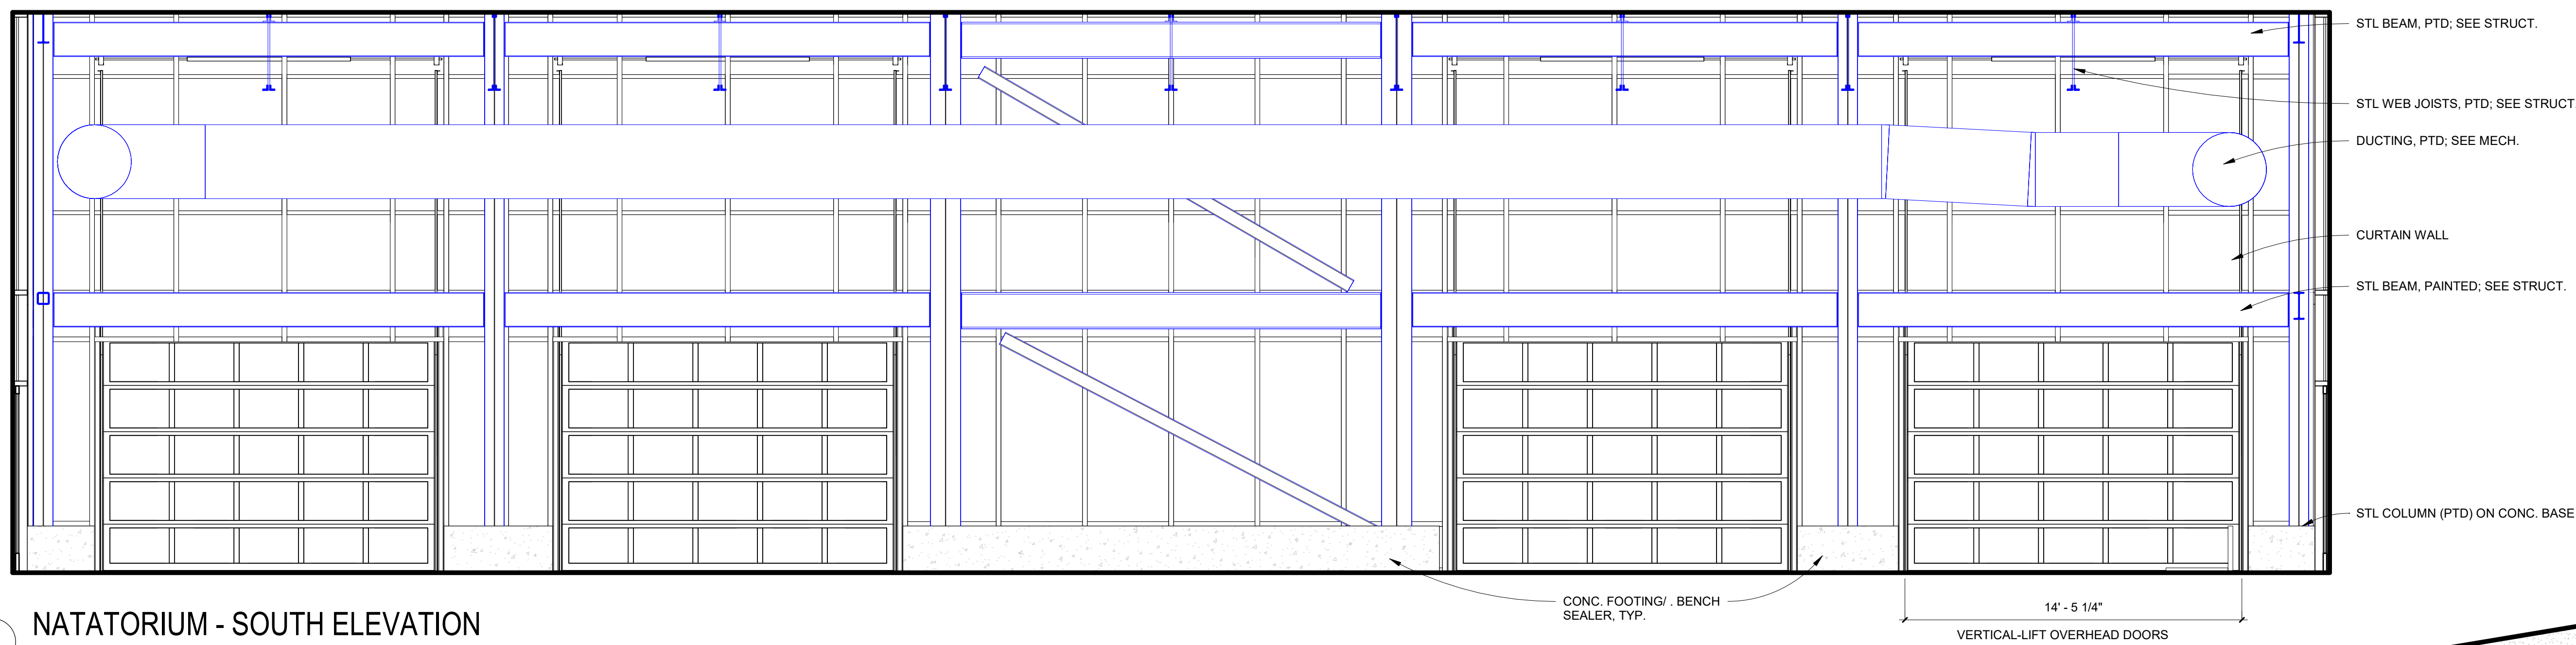 STL BEAM, PTD; SEE STRUCT.
STL WEB JOISTS, PTD; SEE STRUCT
DUCTING, PTD; SEE MECH.
CURTAIN WALL
STL BEAM, PAINTED; SEE STRUCT.
STL COLUMN (PTD) ON CONC. BASE
CONC. FOOTING/ . BENCH
SEALER, TYP.
14' - 5 1/4"
VERTICAL-LIFT OVERHEAD DOORS
NATATORIUM - SOUTH ELEVATION